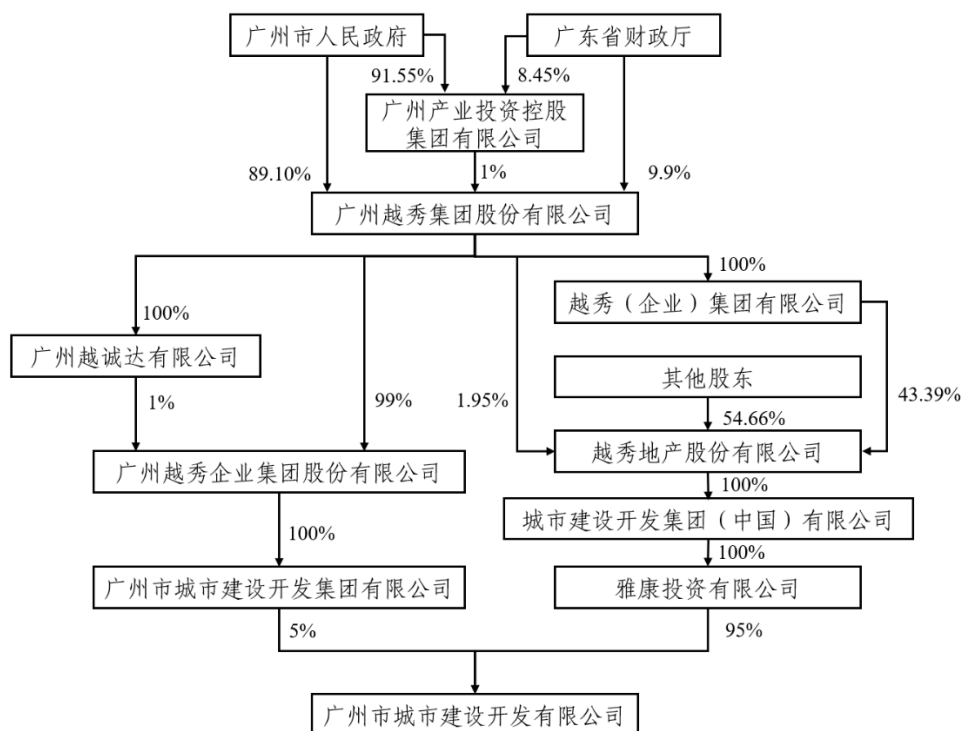 广州市人民政府
广东省财政厅
91.55%
8.45%
广州产业投资控股
集团有限公司
89.10%
1%
9.9%
广州越秀集团股份有限公司
100%
越秀（企业）集团有限公司
100%
广州越诚达有限公司
其他股东
1%
99%
1.95%
43.39%
54.66%
广州越秀企业集团股份有限公司
越秀地产股份有限公司
100%
城市建设开发集团（中国）有限公司
100%
100%
广州市城市建设开发集团有限公司
雅康投资有限公司
5%
95%
广州市城市建设开发有限公司